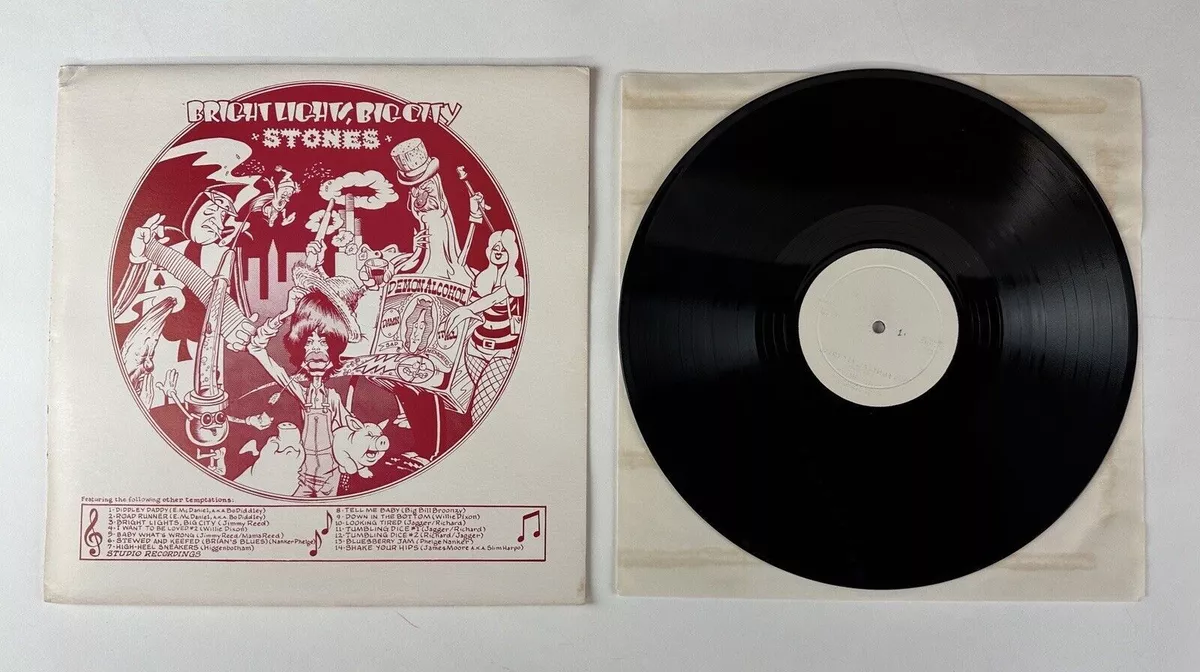 BRIGHT LIGHTS, BIG CITY
STONES
DEMON ALCOHOL
Featuring the following other temptations:
1-DIDDLEY DADDY (E.McDaniel, A.K.A. Bo Diddley)
2-ROAD RUNNER (E.McDaniel, A.K.A. Bo Diddley)
3-BRIGHT LIGHTS, BIG CITY (Jimmy Reed)
4-I WANT TO BE LOVED #2 (Willie Dixon)
5-BABY WHAT'S WRONG (Jimmy Reed/Mama Reed)
6-STEWED AND KEEFED (BRIAN'S BLUES) (Nanker-Phelge)
7-HIGH-HEEL SNEAKERS (Higgenbotham)
STUDIO RECORDINGS
8-TELL ME BABY (Big Bill Broonzy)
9-DOWN IN THE BOTTOM (Willie Dixon)
10-LOOKING TIRED (Jagger/Richard)
11-TUMBLING DICE #1 (Jagger/Richard)
12-TUMBLING DICE #2 (Richard/Jagger)
13-BLUESBERRY JAM (Phelge Nanker)
14-SHAKE YOUR HIPS (James Moore A.K.A. Slim Harpo)
1.